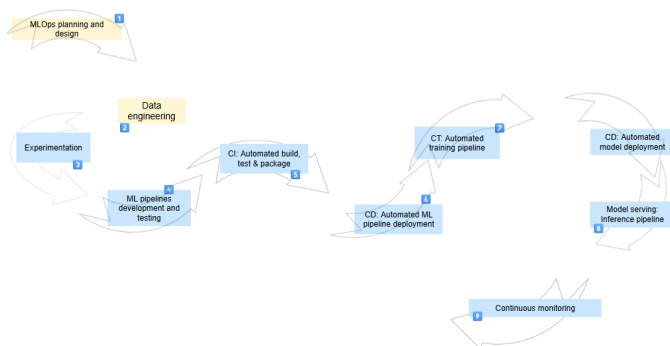 1
MLOps planning and
design
Data
engineering
2
Experimentation
3
4
ML pipelines
development and
testing
CI: Automated build,
test & package
5
6
CD: Automated ML
pipeline deployment
CT: Automated
training pipeline
7
CD: Automated
model deployment
Model serving:
Inference pipeline
8
Continuous monitoring
9